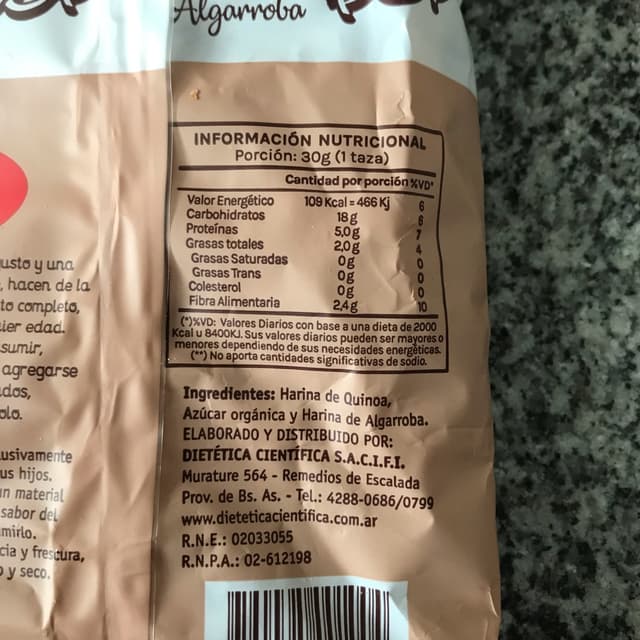 Algarroba
INFORMACIÓN NUTRICIONAL
Porción: 30g (1 taza)
Cantidad por porción %VD*
Valor Energético 109 Kcal = 466 Kj 6
Carbohidratos 18g 6
Proteínas 5,0g 7
Grasas totales 2,0g 4
Grasas Saturadas 0g 0
Grasas Trans 0g 0
Colesterol 0g 0
Fibra Alimentaria 2,4g 10
(*)%VD: Valores Diarios con base a una dieta de 2000
Kcal u 8400KJ. Sus valores diarios pueden ser mayores o
menores dependiendo de sus necesidades energéticas.
(**) No aporta cantidades significativas de sodio.
Ingredientes: Harina de Quinoa,
Azúcar orgánica y Harina de Algarroba.
ELABORADO Y DISTRIBUIDO POR:
DIETÉTICA CIENTÍFICA S.A.C.I.F.I.
Murature 564 - Remedios de Escalada
Prov. de Bs. As. - Tel.: 4288-0686/0799
www.dieteticacientifica.com.ar
R.N.E.: 02033055
R.N.P.A.: 02-612198
gusto y una
, hacen de la
to completo,
ier edad.
sumir,
agregarse
ados,
olo.
lusivamente
us hijos.
un material
sabor del
mirlo.
cia y frescura,
o y seco.